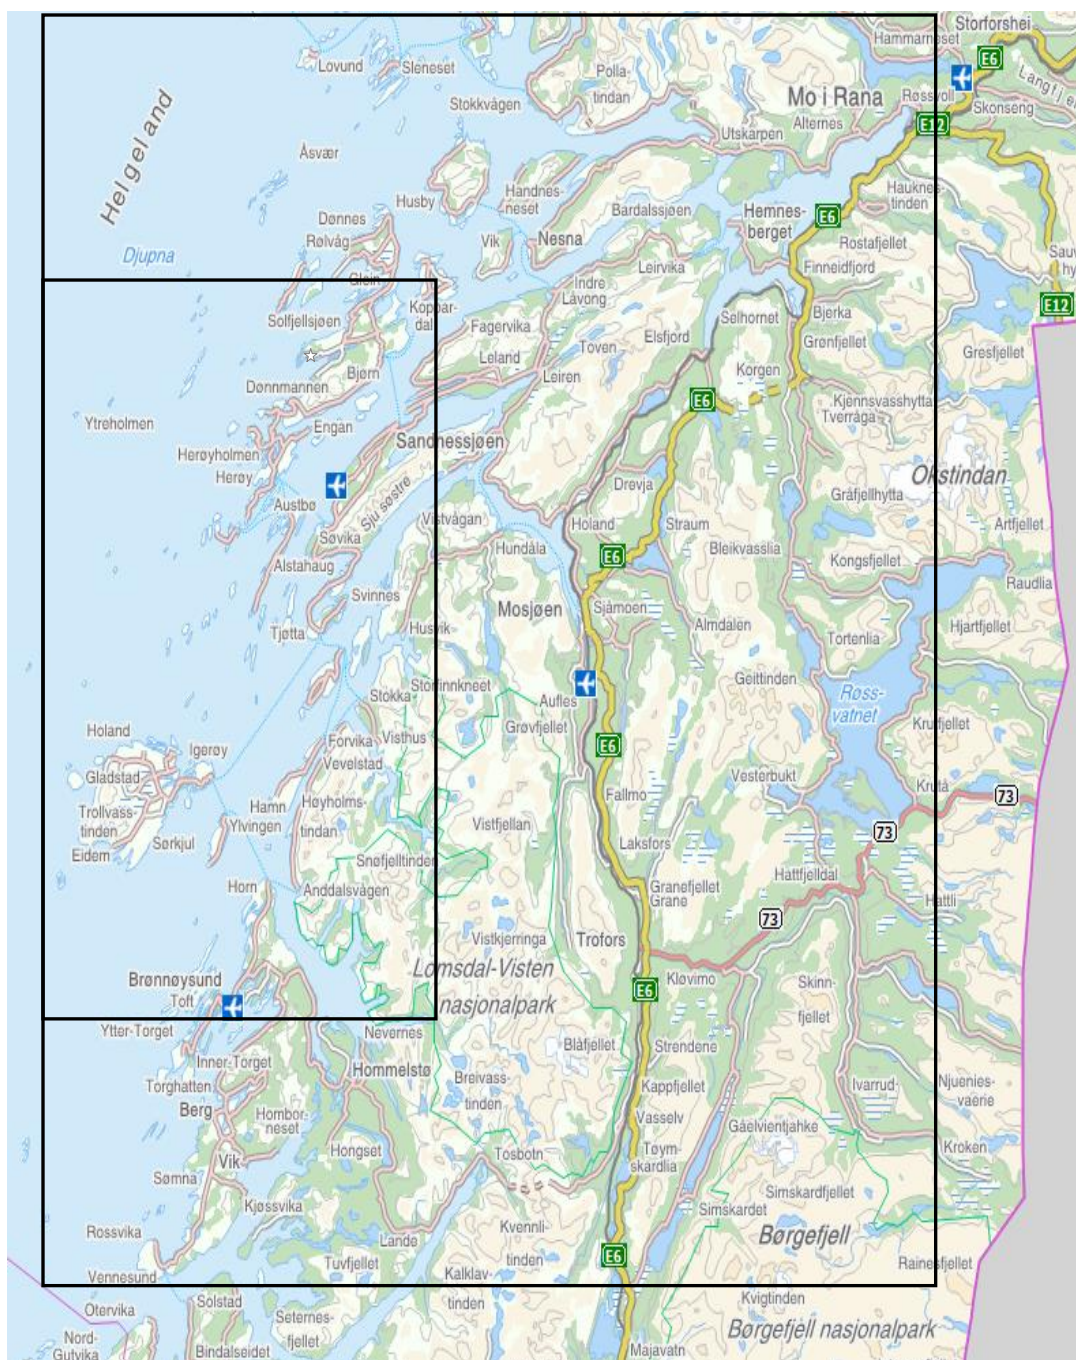 Storforshei
Hammarneset
E6
Lovund
Sleneset
Polla-
tindan
Langfjel
Mo i Rana
Røssvoll
Skonseng
Stokkvågen
Alternes
E12
Utskarpen
Helgeland
Åsvær
Handnes-
neset
Husby
Bardalssjøen
Hemnes-
berget
Hauknes-
tinden
E6
Dønnes
Rølvåg
Vik
Nesna
Rostafjellet
Djupna
Glein
Leirvika
Finneidfjord
Indre
Låvong
Koppar-
dal
Solfjellsjøen
Selhornet
Bjerka
E12
Fagervika
Elsfjord
Grønfjellet
Toven
Gresfjellet
Leland
Bjørn
Korgen
Leiren
Dønnmannen
E6
Kjennsvasshytta
Tverråga
Ytreholmen
Engan
Sandnessjøen
Herøyholmen
Herøy
Okstindan
Drevja
Sju søstre
Austbø
Gråfjellhytta
Vistvågan
Holand
Straum
Artfjellet
Søvika
Hundåla
Bleikvasslia
Alstahaug
E6
Kongsfjellet
Raudlia
Svinnes
Mosjøen
Sjåmoen
Husvik
Almdalen
Tjøtta
Tortenlia
Hjartfjellet
Storfinnkneet
Geittinden
Stokka
Aufles
Røss-
vatnet
Grøvfjellet
Krutfjellet
Holand
Igerøy
Forvika
Visthus
E6
Vevelstad
Gladstad
Vesterbukt
Krutå
73
Hamn
Høyholms-
tindan
Fallmo
Trollvass-
tinden
Ylvingen
Vistfjellan
73
Sørkjul
Laksfors
Eidem
Snøfjelltinden
Hattfjelldal
Horn
Anddalsvågen
Granefjellet
Grane
Hattli
73
Vistkjerringa
Trofors
Brønnøysund
Lomsdal-Visten
nasjonalpark
Kløvimo
Skinn-
fjellet
Toft
E6
Ytter-Torget
Nevernes
Blåfjellet
Strendene
Inner-Torget
Hommelstø
Torghatten
Breivass-
tinden
Kappfjellet
Ivarrud
Njuenies-
vaerie
Berg
Hombor-
neset
Vasselv
Gåelvientjahke
Hongset
Tosbotn
Tøym-
skardlia
Kroken
Vik
Sømna
Simskardfjellet
Kjøssvika
Simskardet
Rossvika
Kvennli-
tinden
Børgefjell
Lande
E6
Rainesfjellet
Tuvfjellet
Vennesund
Kalklav-
tinden
Otervika
Solstad
Kvigtinden
Seternes-
fjellet
Børgefjell nasjonalpark
Nord-
Gutvika
Bindalseidet
Majavatn